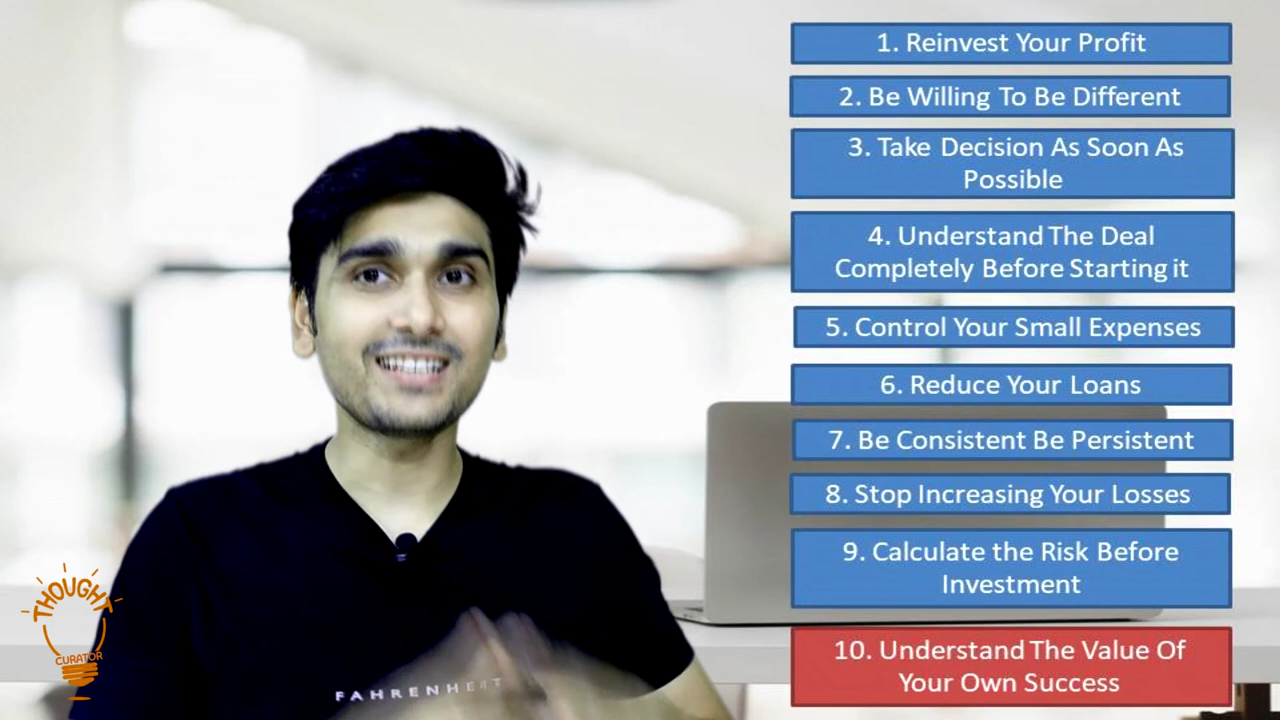 1. Reinvest Your Profit
2. Be Willing To Be Different
3. Take Decision As Soon As
Possible
4. Understand The Deal
Completely Before Starting it
5. Control Your Small Expenses
6. Reduce Your Loans
7. Be Consistent Be Persistent
8. Stop Increasing Your Losses
9. Calculate the Risk Before
Investment
10. Understand The Value Of
Your Own Success
THOUGHT
CURATOR
FAHRENHEIT